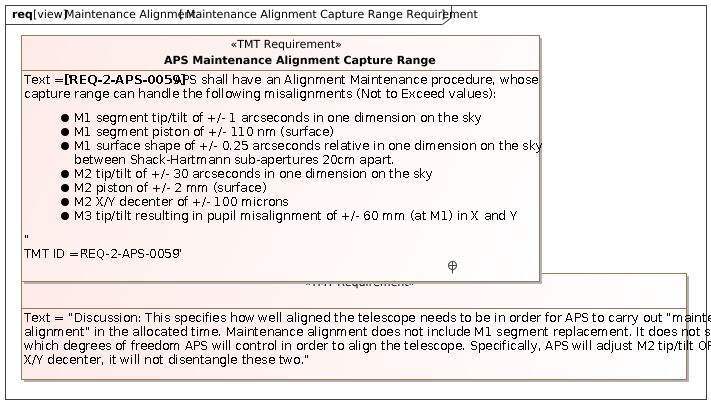 req [view] Maintenance Alignment [Maintenance Alignment Capture Range Requirement]
«TMT Requirement»
APS Maintenance Alignment Capture Range
Text = "[REQ-2-APS-0059] APS shall have an Alignment Maintenance procedure, whose
capture range can handle the following misalignments (Not to Exceed values):
● M1 segment tip/tilt of +/- 1 arcseconds in one dimension on the sky
● M1 segment piston of +/- 110 nm (surface)
● M1 surface shape of +/- 0.25 arcseconds relative in one dimension on the sky
between Shack-Hartmann sub-apertures 20cm apart.
● M2 tip/tilt of +/- 30 arcseconds in one dimension on the sky
● M2 piston of +/- 2 mm (surface)
● M2 X/Y decenter of +/- 100 microns
● M3 tip/tilt resulting in pupil misalignment of +/- 60 mm (at M1) in X and Y
"
TMT ID = "REQ-2-APS-0059"
«TMT Requirement»
Text = "Discussion: This specifies how well aligned the telescope needs to be in order for APS to carry out "mainte
alignment" in the allocated time. Maintenance alignment does not include M1 segment replacement. It does not s
which degrees of freedom APS will control in order to align the telescope. Specifically, APS will adjust M2 tip/tilt OR
X/Y decenter, it will not disentangle these two."